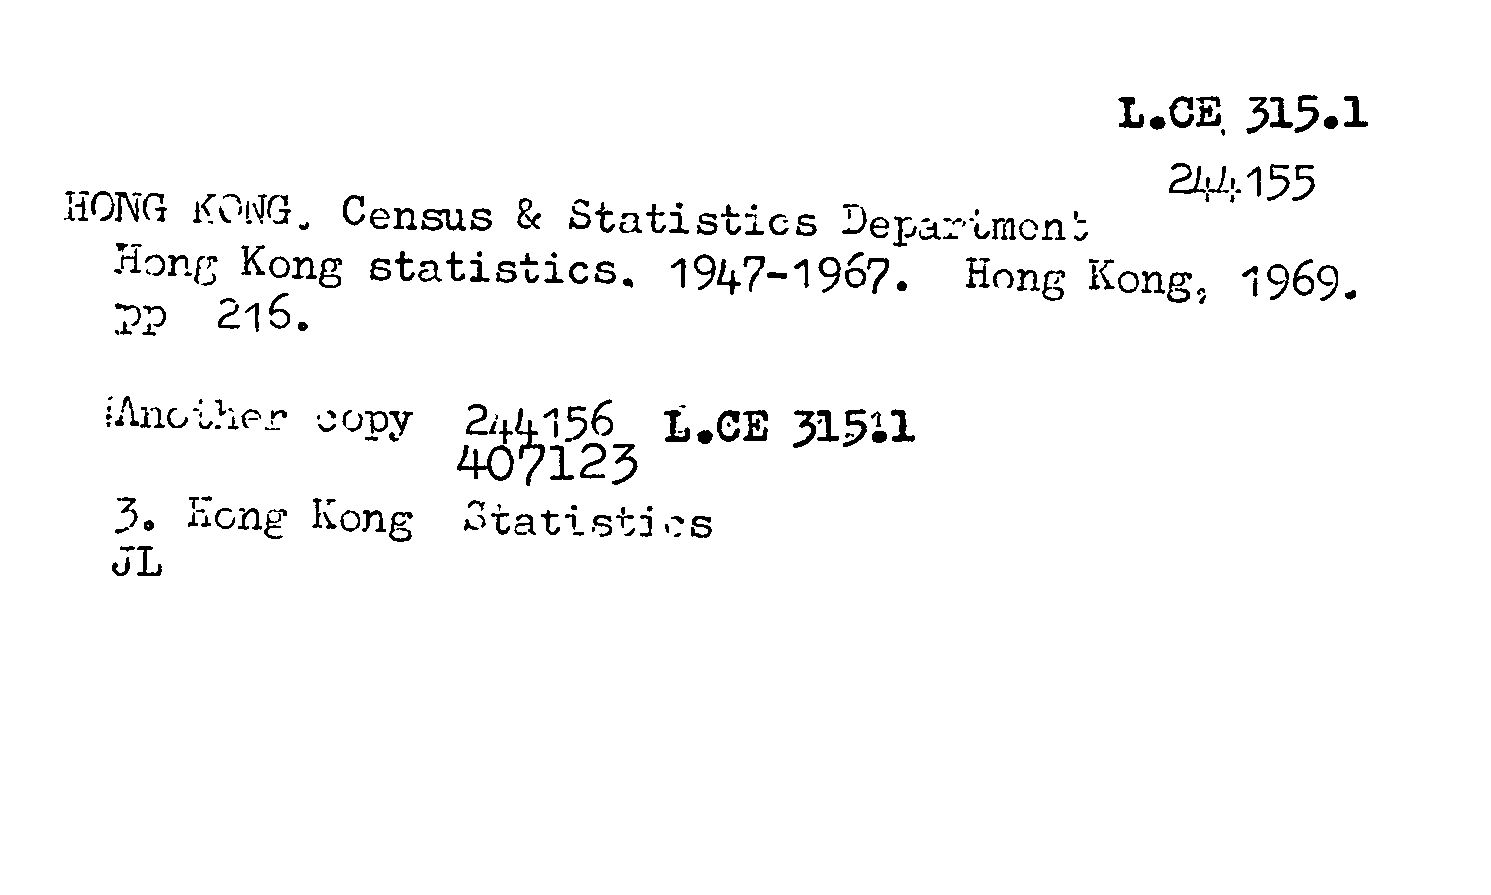 L.CE 315.1
244155
HONG KONG. Census & Statistics Department
Hong Kong statistics. 1947-1967. Hong Kong, 1969.
pp 216.
Another copy 244156 L.CE 315.1
407123
3. Hong Kong Statistics
JL